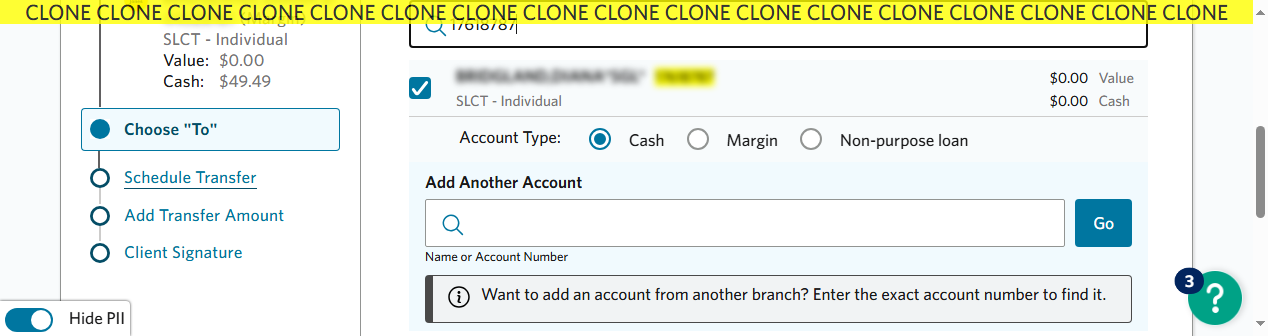 CLONE CLONE CLONE CLONE CLONE CLONE CLONE CLONE CLONE CLONE CLONE CLONE CLONE CLONE CLONE CLONE CLONE
SLCT - Individual
Value: $0.00
Cash: $49.49
Choose "To"
Schedule Transfer
Add Transfer Amount
Client Signature
Hide PII
17618787
$0.00 Value
SLCT - Individual
$0.00 Cash
Account Type: Cash Margin Non-purpose loan
Add Another Account
Go
Name or Account Number
Want to add an account from another branch? Enter the exact account number to find it.
3
?